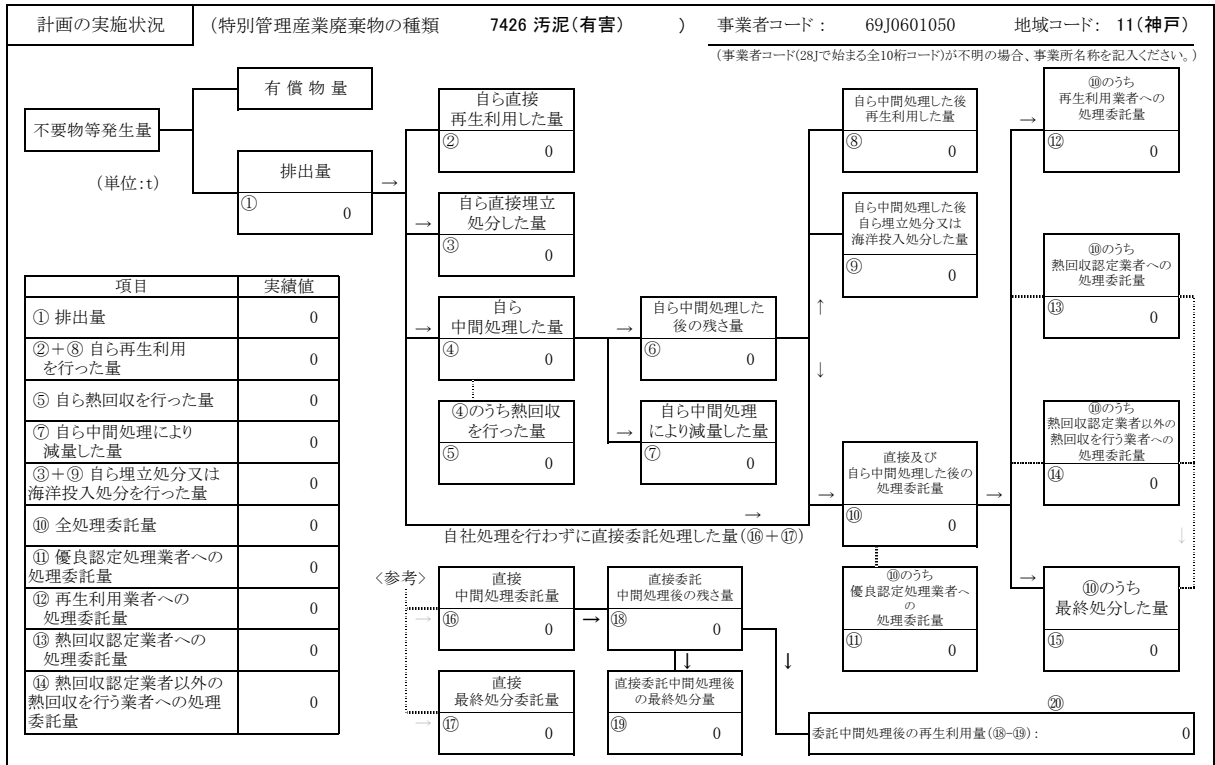 計画の実施状況 (特別管理産業廃棄物の種類 7426 汚泥(有害) ) 事業者コード: 69J0601050 地域コード: 11(神戸)
(事業者コード(28Jで始まる全10桁コード)が不明の場合、事業所名称を記入ください。)
不要物等発生量
(単位:t)
有償物量
排出量
→
① 0
自ら直接
再生利用した量
② 0
→
自ら直接埋立
処分した量
③ 0
→
自ら
中間処理した量
④ 0
④のうち熱回収
を行った量
⑤ 0
→
自ら中間処理した
後の残さ量
⑥ 0
→
自ら中間処理
により減量した量
⑦ 0
自ら中間処理した後
再生利用した量
⑧ 0
自ら中間処理した後
自ら埋立処分又は
海洋投入処分した量
⑨ 0
↑
↓
→
自社処理を行わずに直接委託処理した量(⑯+⑰)
→
直接及び
自ら中間処理した後の
処理委託量
⑩ 0
→
⑩のうち
優良認定処理業者へ
の
処理委託量
⑪ 0
→
⑩のうち
再生利用業者への
処理委託量
⑫ 0
⑩のうち
熱回収認定業者への
処理委託量
⑬ 0
⑩のうち
熱回収認定業者以外の
熱回収を行う業者への
処理委託量
⑭ 0
↓
→
⑩のうち
最終処分した量
⑮ 0
項目 実績値
① 排出量 0
②+⑧ 自ら再生利用
を行った量 0
⑤ 自ら熱回収を行った量 0
⑦ 自ら中間処理により
減量した量 0
③+⑨ 自ら埋立処分又は
海洋投入処分を行った量 0
⑩ 全処理委託量 0
⑪ 優良認定処理業者への
処理委託量 0
⑫ 再生利用業者への
処理委託量 0
⑬ 熱回収認定業者への
処理委託量 0
⑭ 熱回収認定業者以外の
熱回収を行う業者への処理
委託量 0
<参考>
→
直接
中間処理委託量
⑯ 0
→
直接委託
中間処理後の残さ量
⑱ 0
→
直接
最終処分委託量
⑰ 0
↓
直接委託中間処理後
の最終処分量
⑲ 0
↓
⑳
委託中間処理後の再生利用量(⑱-⑲): 0